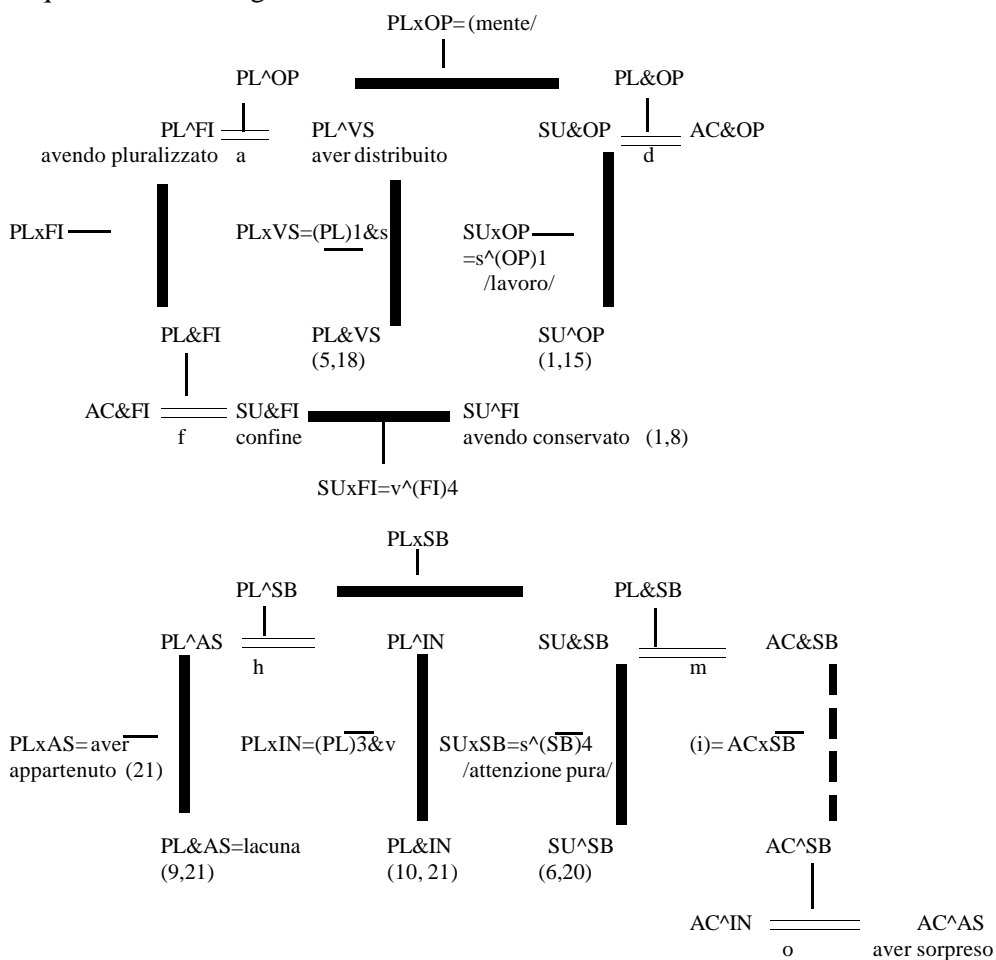 PLxOP=(mente/
PL^OP PL&OP
PL^FI PL^VS SU&OP AC&OP
avendo pluralizzato a aver distribuito d
PLxFI PLxVS=(PL)1&s SUxOP
=s^(OP)1
/lavoro/
PL&FI PL&VS SU^OP
(5,18) (1,15)
AC&FI SU&FI SU^FI
f confine avendo conservato (1,8)
SUxFI=v^(FI)4
PLxSB
PL^SB PL&SB
PL^AS PL^IN SU&SB AC&SB
h m
PLxAS=aver PLxIN=(PL)3&v SUxSB=s^(SB)4 (i)=ACxSB
appartenuto (21) /attenzione pura/
PL&AS=lacuna PL&IN SU^SB AC^SB
(9,21) (10, 21) (6,20)
AC^IN AC^AS
o aver sorpreso